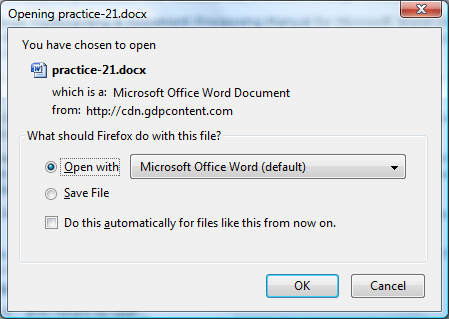 Opening practice-21.docx
You have chosen to open
practice-21.docx
which is a: Microsoft Office Word Document
from: http://cdn.gdpcontent.com
What should Firefox do with this file?
Open with Microsoft Office Word (default)
Save File
Do this automatically for files like this from now on.
OK Cancel